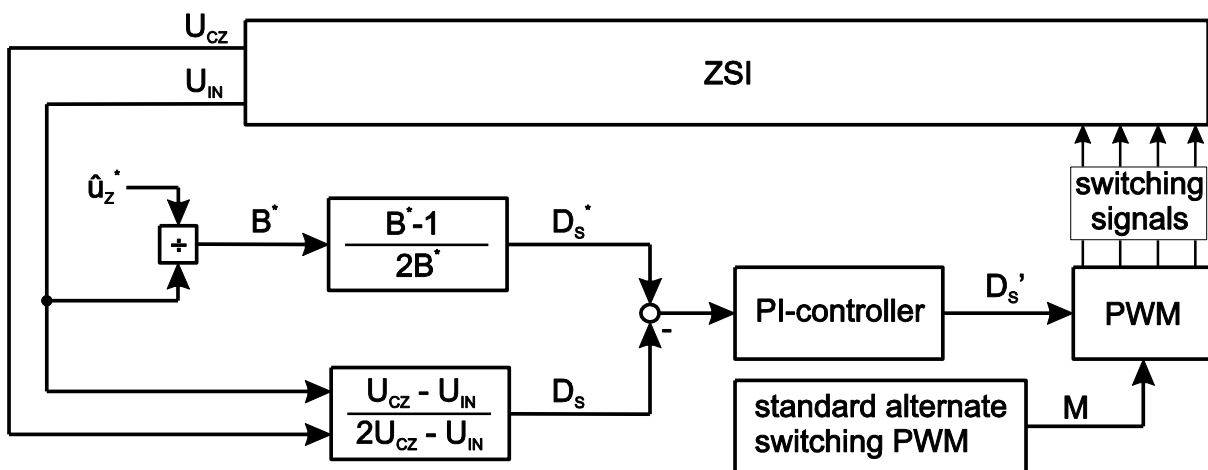 U_CZ
ZSI
U_IN
û_Z*
÷
B*
B*-1
2B*
D_S*
switching
signals
-
PI-controller
D_S’
PWM
U_CZ - U_IN
2U_CZ - U_IN
D_S
standard alternate
switching PWM
M